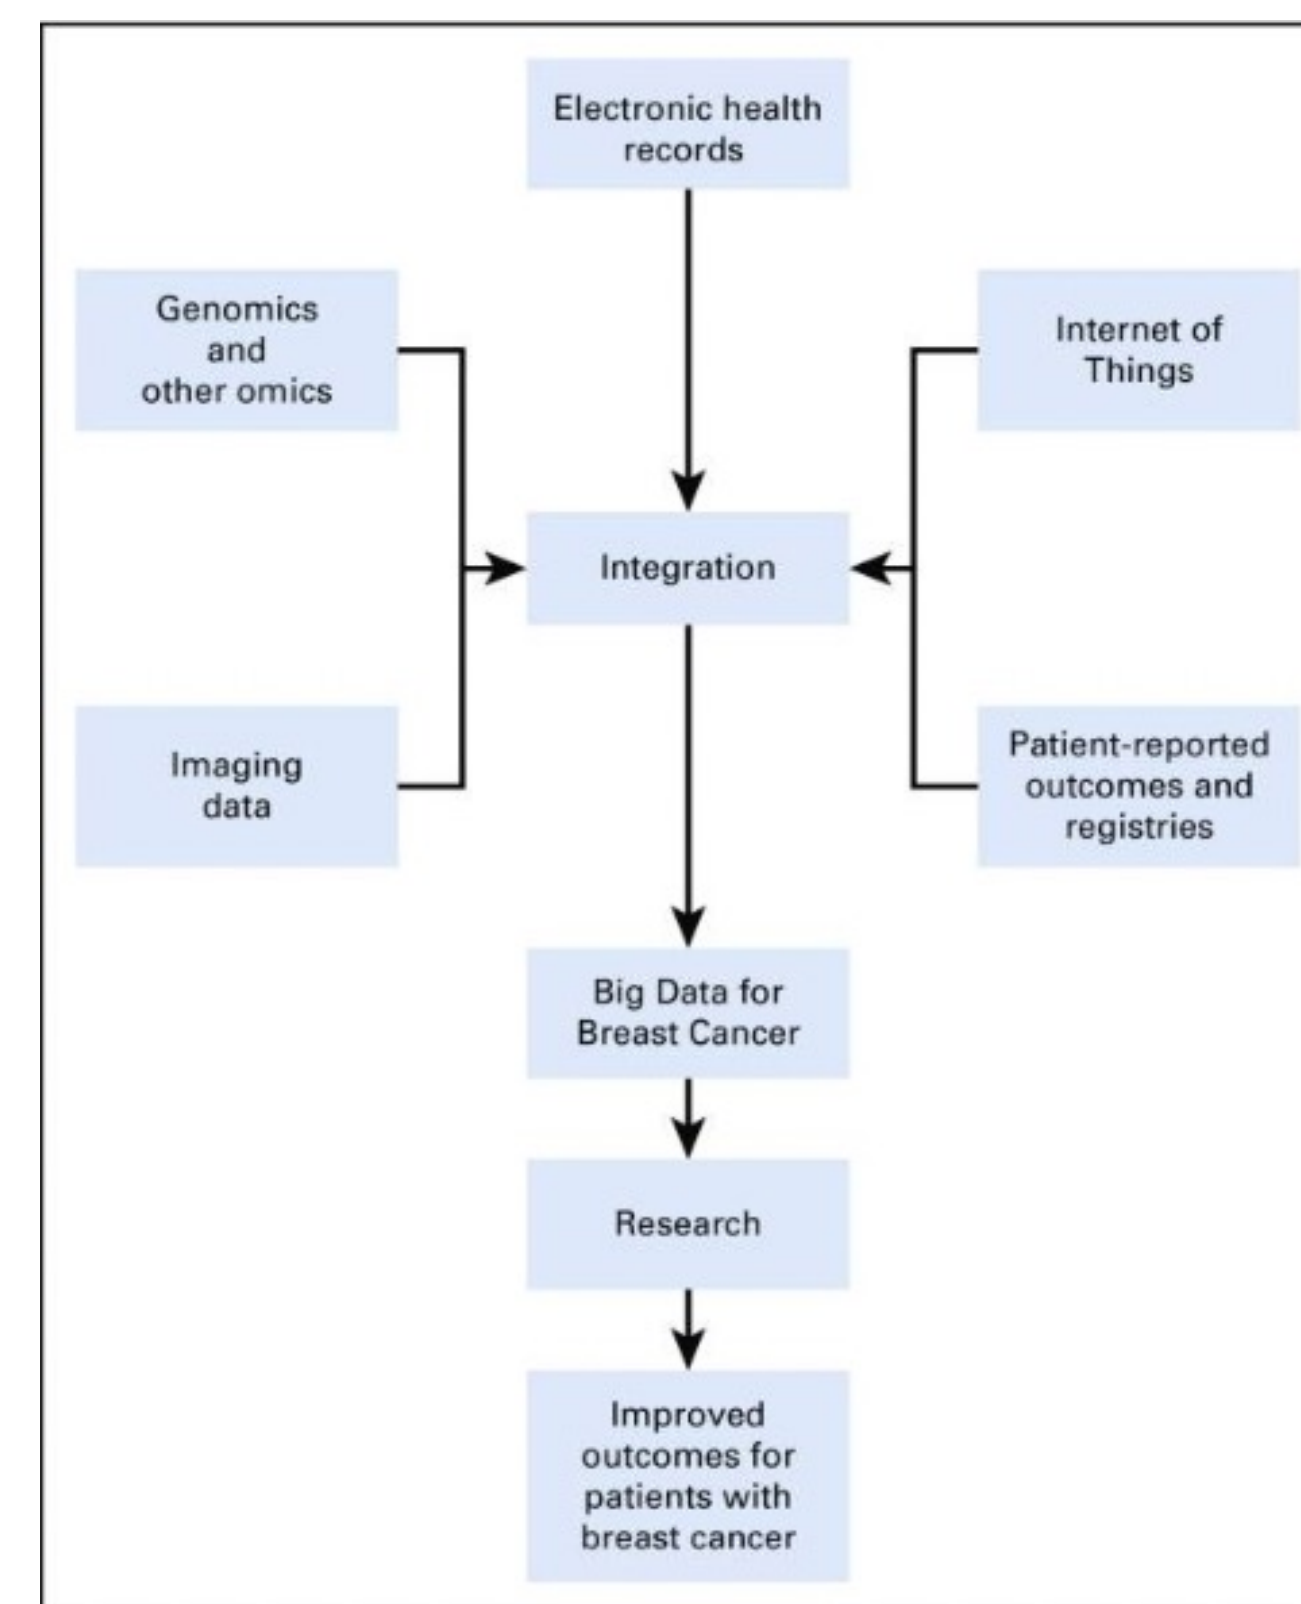 Electronic health
records
Genomics
and
other omics
Internet of
Things
Integration
Imaging
data
Patient-reported
outcomes and
registries
Big Data for
Breast Cancer
Research
Improved
outcomes for
patients with
breast cancer